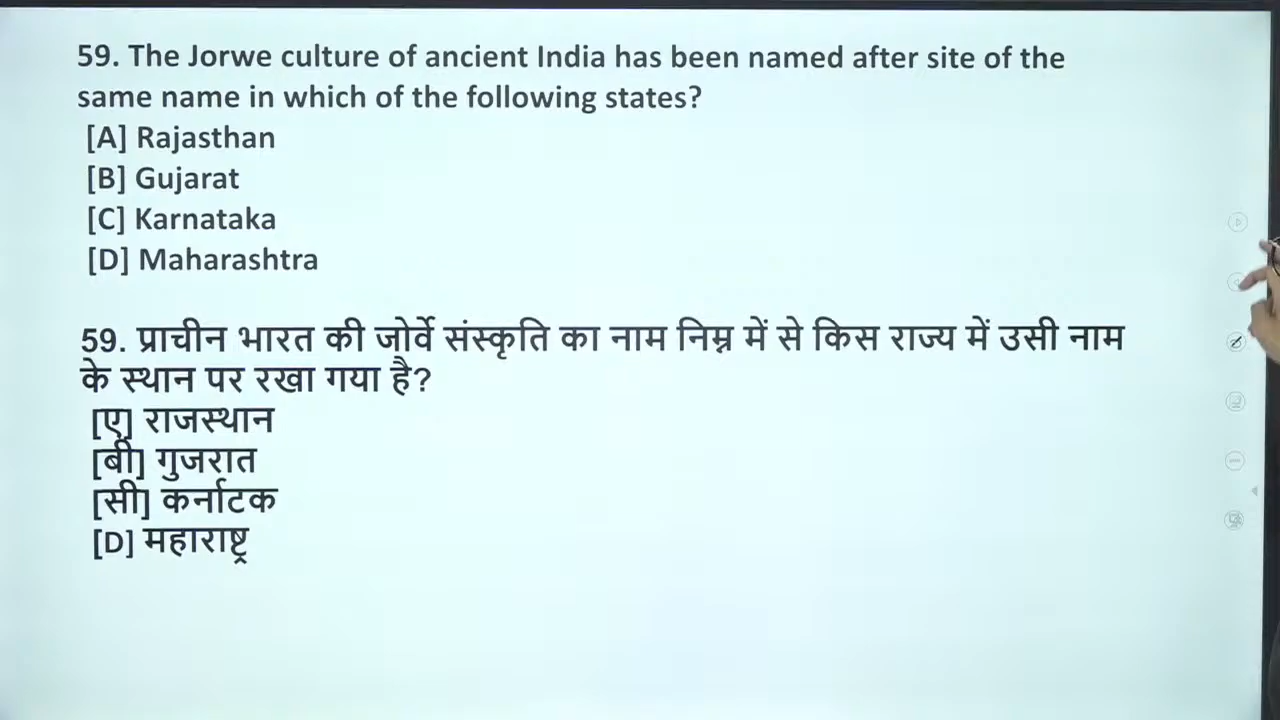 59. The Jorwe culture of ancient India has been named after site of the
same name in which of the following states?
[A] Rajasthan
[B] Gujarat
[C] Karnataka
[D] Maharashtra
59. प्राचीन भारत की जोर्वे संस्कृति का नाम निम्न में से किस राज्य में उसी नाम
के स्थान पर रखा गया है?
[ए] राजस्थान
[बी] गुजरात
[सी] कर्नाटक
[D] महाराष्ट्र